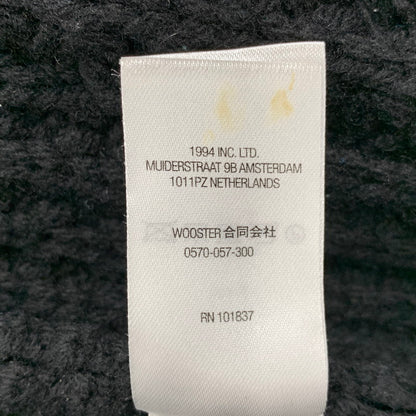 1994 INC. LTD.
MUIDERSTRAAT 9B AMSTERDAM
1011PZ NETHERLANDS
WOOSTER 合同会社
0570-057-300
RN 101837